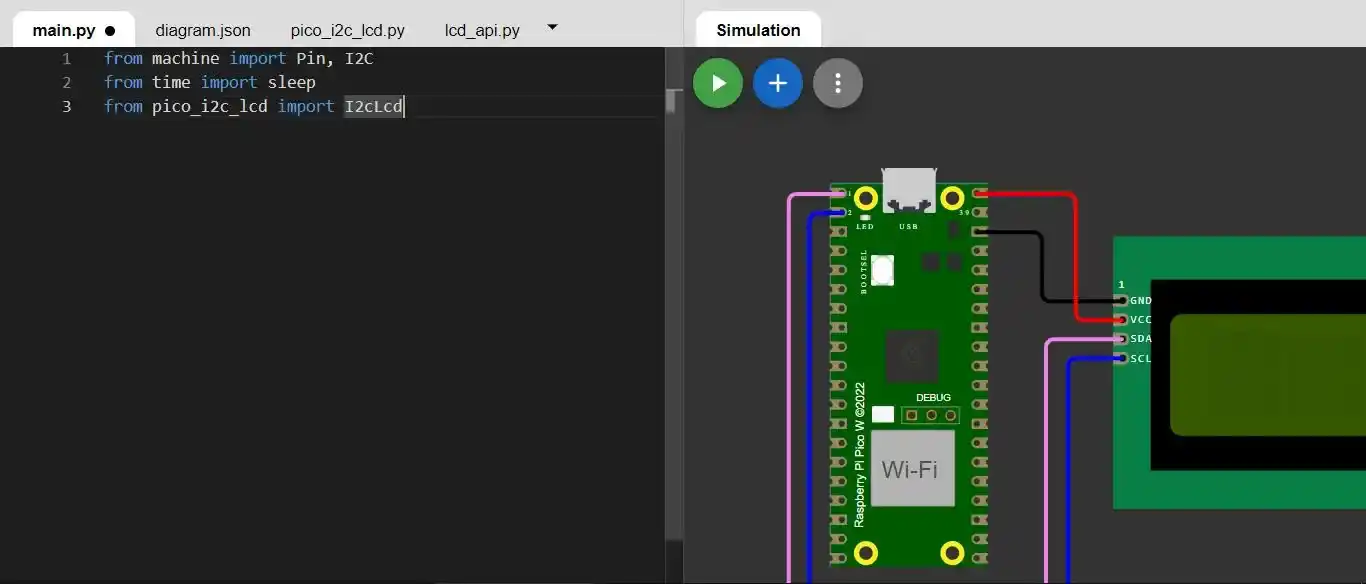 main.py
diagram.json
pico_i2c_lcd.py
lcd_api.py
Simulation
1 from machine import Pin, I2C
2 from time import sleep
3 from pico_i2c_lcd import I2cLcd
1
2
39
LED
USB
BOOTSEL
DEBUG
Raspberry Pi Pico W ©2022
Wi-Fi
1
GND
VCC
SDA
SCL